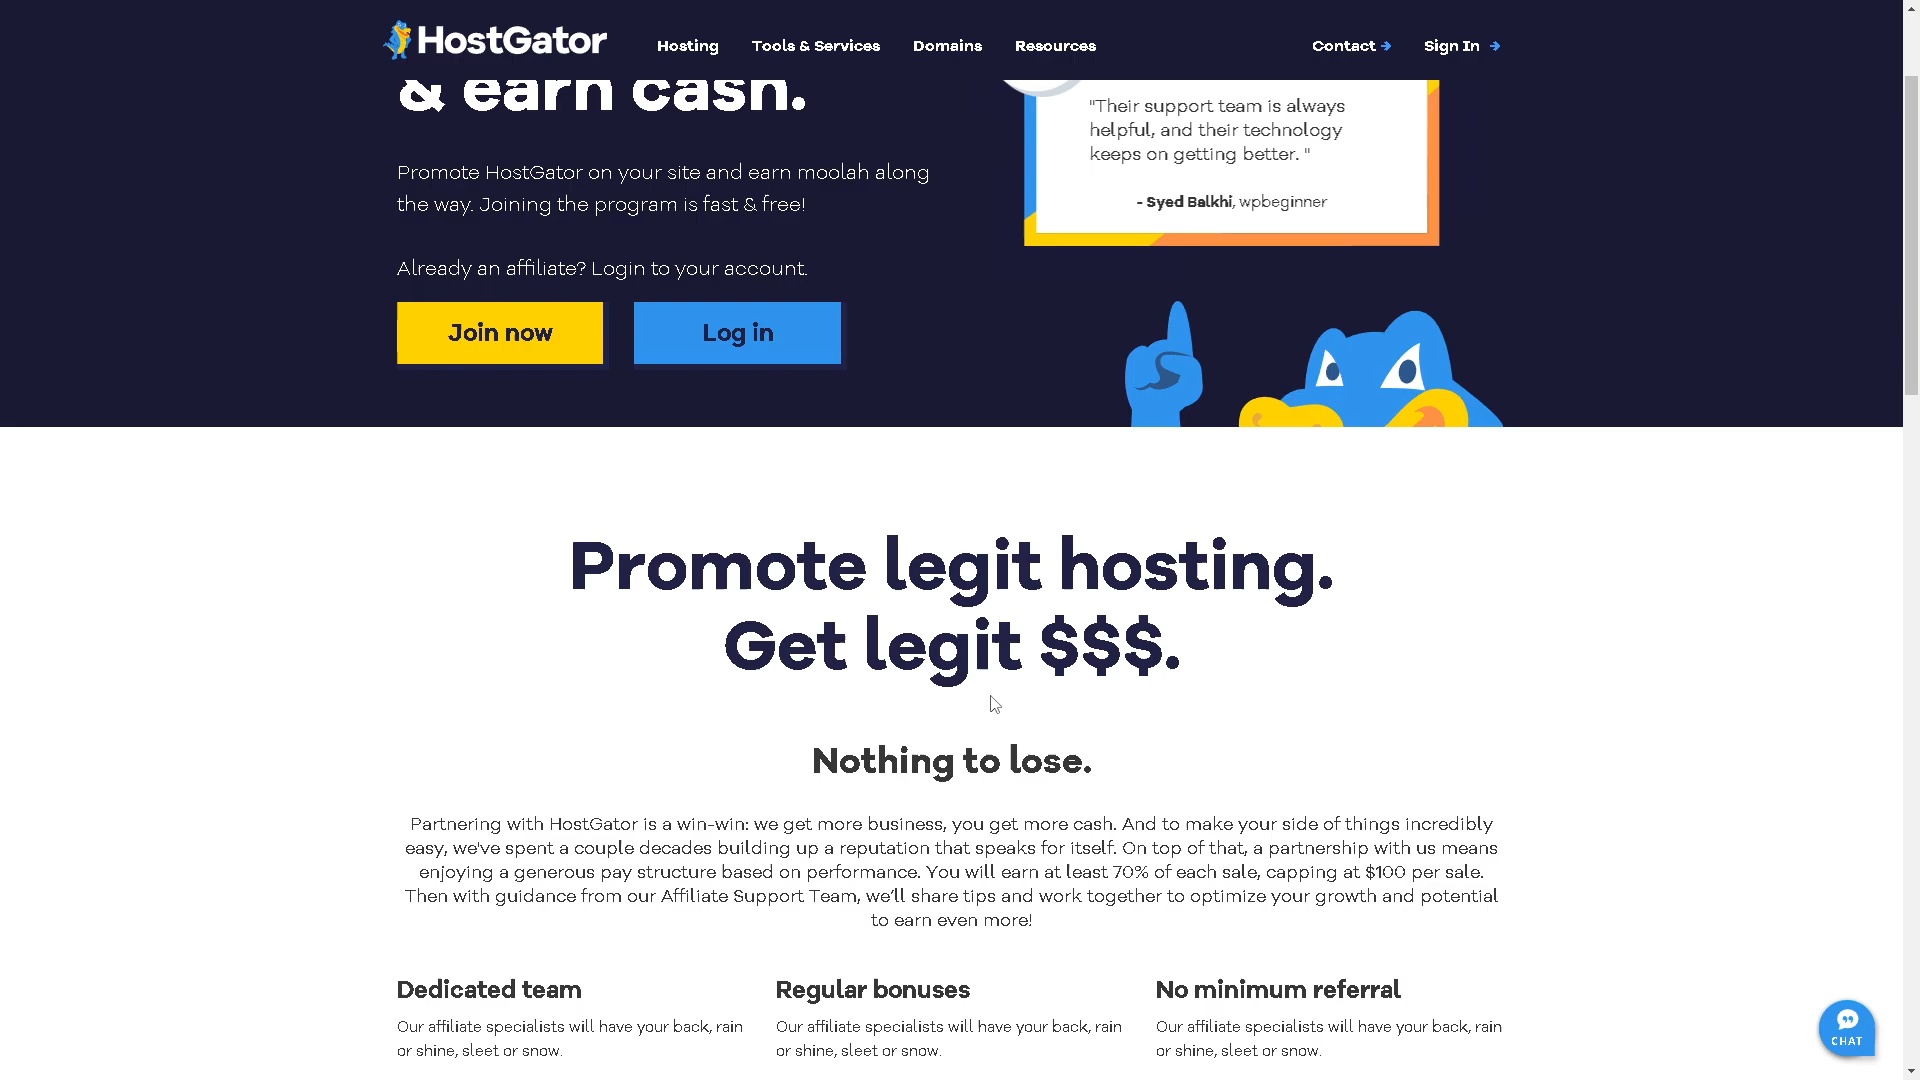 HostGator
Hosting
Tools & Services
Domains
Resources
Contact
Sign In
& earn cash.
Promote HostGator on your site and earn moolah along
the way. Joining the program is fast & free!
Already an affiliate? Login to your account.
Join now
Log in
"Their support team is always
helpful, and their technology
keeps on getting better. "
- Syed Balkhi, wpbeginner
Promote legit hosting.
Get legit $$$.
Nothing to lose.
Partnering with HostGator is a win-win: we get more business, you get more cash. And to make your side of things incredibly
easy, we've spent a couple decades building up a reputation that speaks for itself. On top of that, a partnership with us means
enjoying a generous pay structure based on performance. You will earn at least 70% of each sale, capping at $100 per sale.
Then with guidance from our Affiliate Support Team, we’ll share tips and work together to optimize your growth and potential
to earn even more!
Dedicated team
Our affiliate specialists will have your back, rain
or shine, sleet or snow.
Regular bonuses
Our affiliate specialists will have your back, rain
or shine, sleet or snow.
No minimum referral
Our affiliate specialists will have your back, rain
or shine, sleet or snow.
CHAT